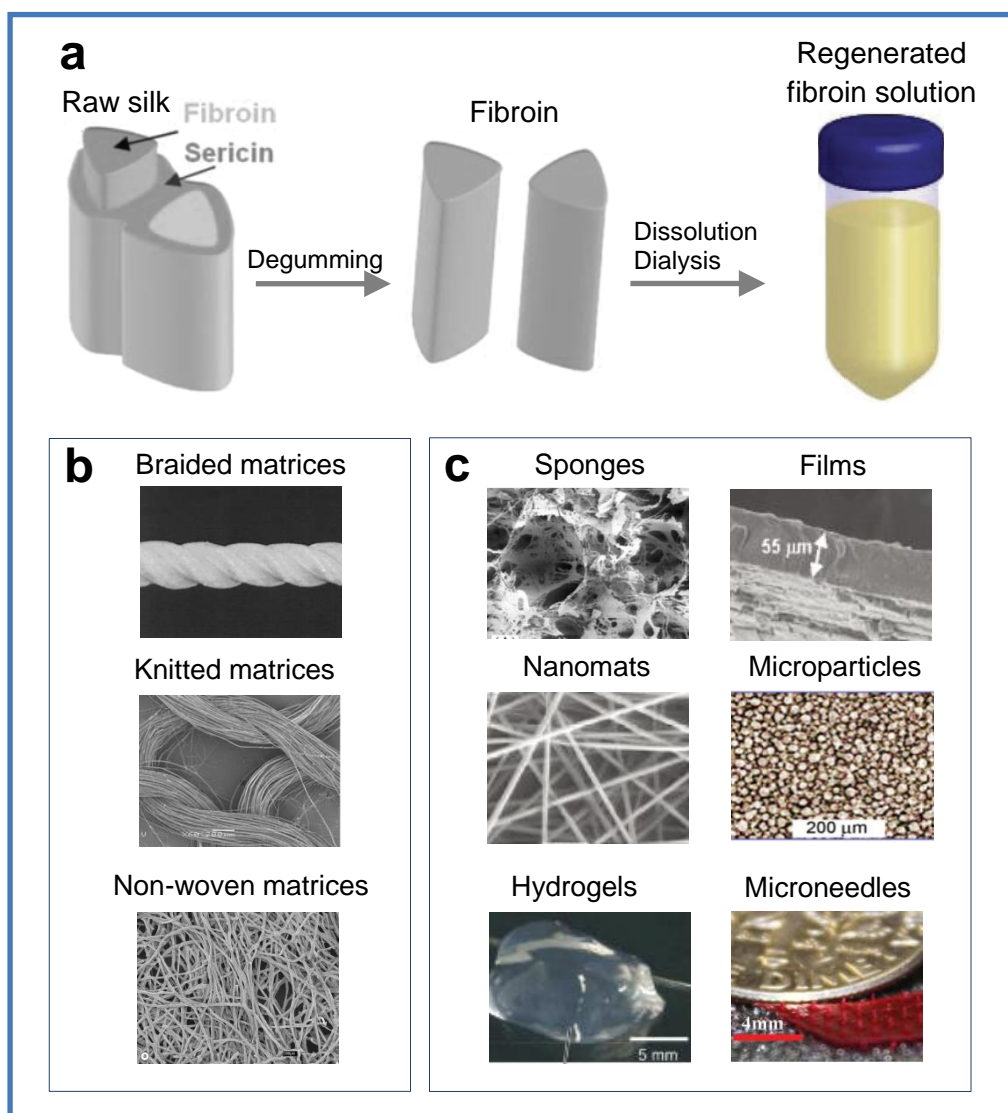 a
Raw silk
Fibroin
Sericin
Degumming
Fibroin
Dissolution
Dialysis
Regenerated
fibroin solution
b
Braided matrices
Knitted matrices
Non-woven matrices
c
Sponges
Films
55 µm
Nanomats
Microparticles
200 µm
Hydrogels
5 mm
Microneedles
4mm